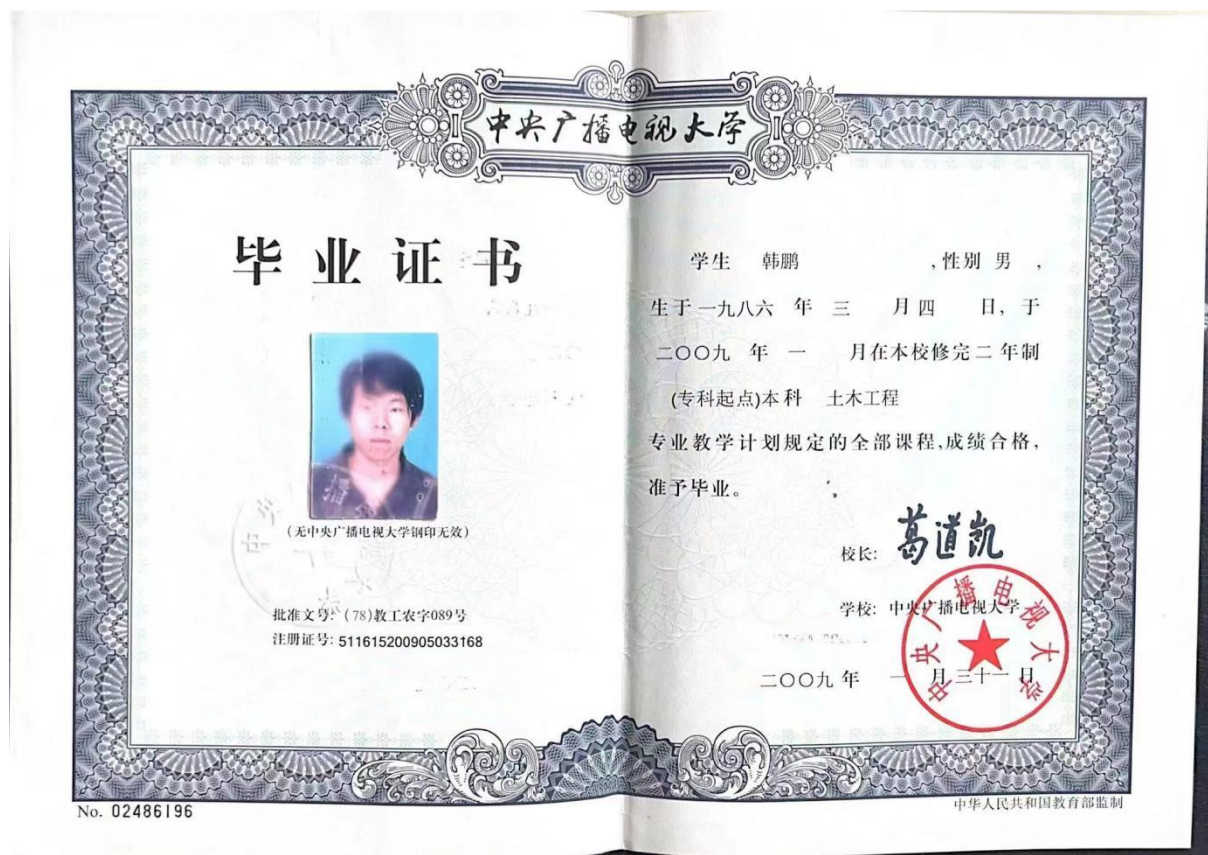 中央广播电视大学
毕业证书
(无中央广播电视大学钢印无效)
批准文号:(78)教工农字089号
注册证号:511615200905033168
No. 02486196
学生 韩鹏 ,性别 男 ,
生于一九八六 年 三 月四 日, 于
二〇〇九 年 一 月在本校修完二年制
(专科起点)本科 土木工程
专业教学计划规定的全部课程,成绩合格,
准予毕业。
校长: 葛道凯
学校: 中央广播电视大学
中央广播电视大学
二〇〇九 年 一 月三十一 日
中华人民共和国教育部监制